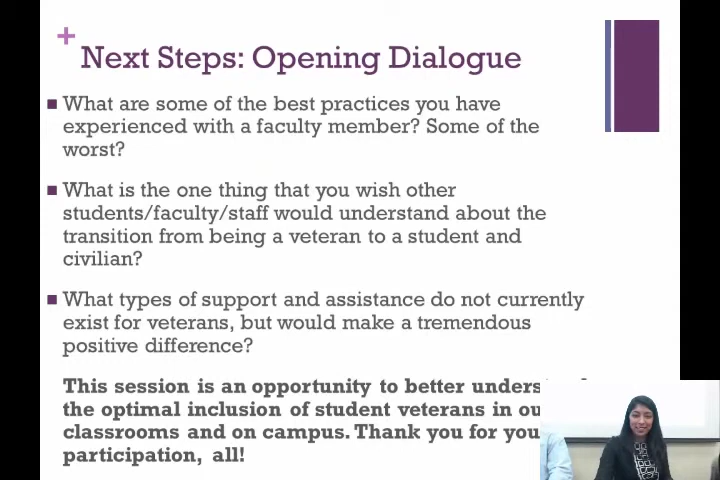 Next Steps: Opening Dialogue
What are some of the best practices you have
experienced with a faculty member? Some of the
worst?
What is the one thing that you wish other
students/faculty/staff would understand about the
transition from being a veteran to a student and
civilian?
What types of support and assistance do not currently
exist for veterans, but would make a tremendous
positive difference?
This session is an opportunity to better
the optimal inclusion of student veterans in
classrooms and on campus. Thank you for
participation, all!